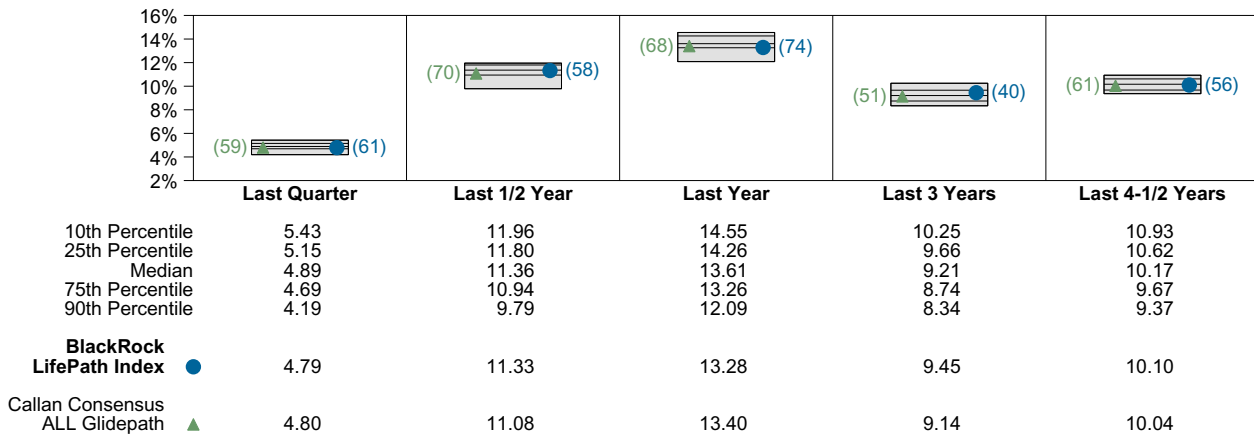 16%
14%
12%
10%
8%
6%
4%
2%
(59) (61)
(70) (58)
(68) (74)
(51) (40)
(61) (56)
Last Quarter Last 1/2 Year Last Year Last 3 Years Last 4-1/2 Years
10th Percentile 5.43 11.96 14.55 10.25 10.93
25th Percentile 5.15 11.80 14.26 9.66 10.62
Median 4.89 11.36 13.61 9.21 10.17
75th Percentile 4.69 10.94 13.26 8.74 9.67
90th Percentile 4.19 9.79 12.09 8.34 9.37
BlackRock
LifePath Index 4.79 11.33 13.28 9.45 10.10
Callan Consensus
ALL Glidepath 4.80 11.08 13.40 9.14 10.04